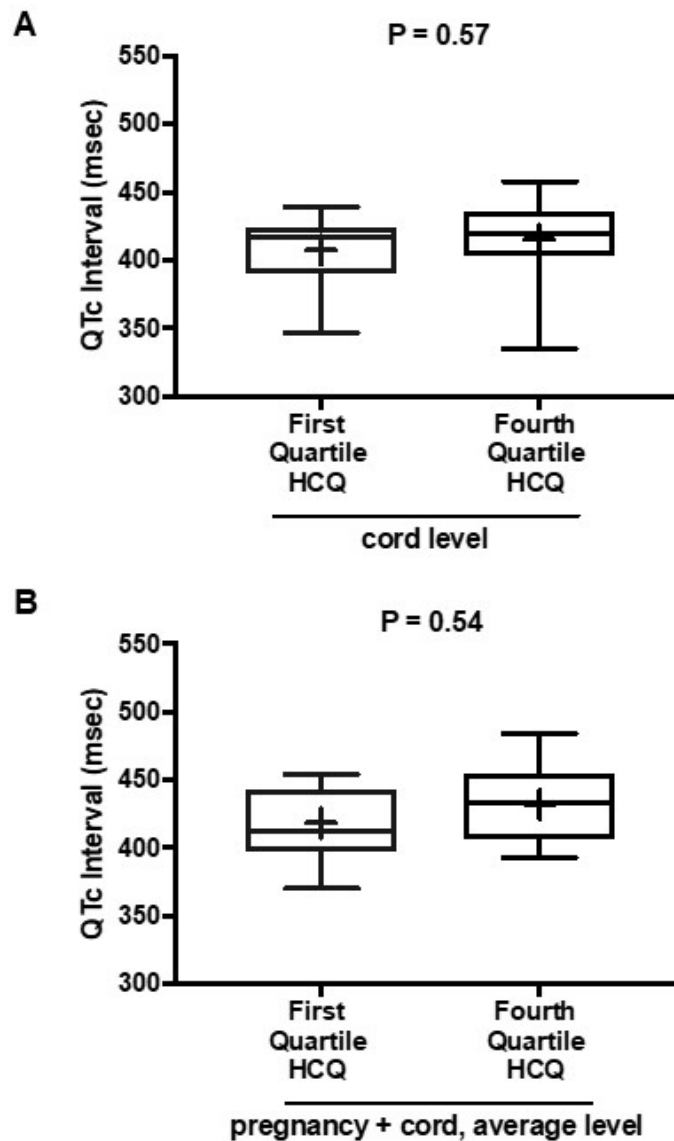 A
P = 0.57
QTc Interval (msec)
550
500
450
400
350
300
First
Quartile
HCQ
Fourth
Quartile
HCQ
cord level
B
P = 0.54
QTc Interval (msec)
550
500
450
400
350
300
First
Quartile
HCQ
Fourth
Quartile
HCQ
pregnancy + cord, average level